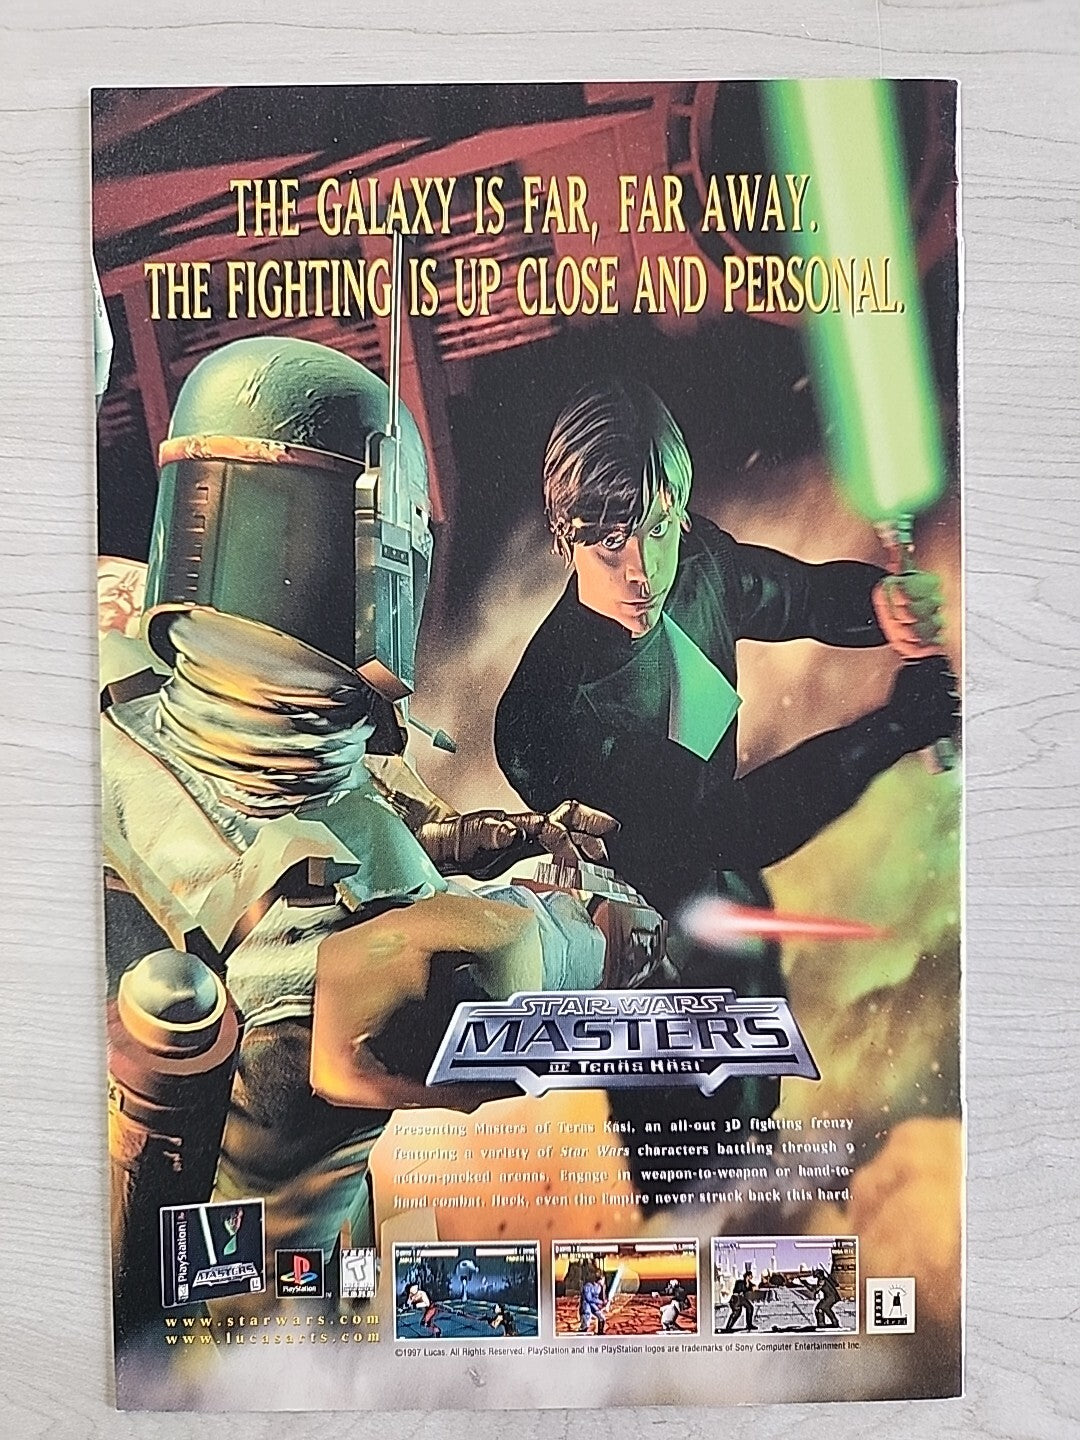 THE GALAXY IS FAR, FAR AWAY.
THE FIGHTING IS UP CLOSE AND PERSONAL.
STAR WARS
MASTERS
OF TERÄS KÄSI™
Presenting Masters of Teräs Käsi, an all-out 3D fighting frenzy
featuring a variety of Star Wars characters battling through 9
action-packed arenas. Engage in weapon-to-weapon or hand-to-
hand combat. Heck, even the Empire never struck back this hard.
PlayStation
MASTERS
PlayStation
TM
TEEN
T
www.starwars.com
www.lucasarts.com
©1997 Lucas. All Rights Reserved. PlayStation and the PlayStation logos are trademarks of Sony Computer Entertainment Inc.